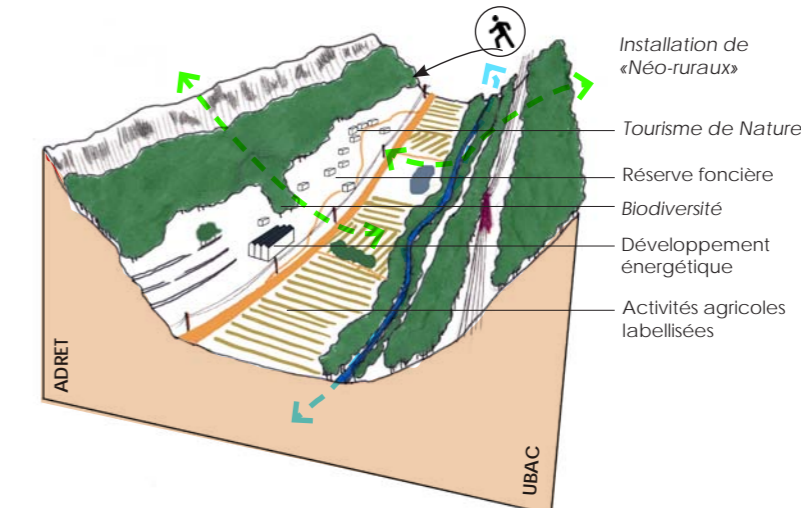 Installation de
«Néo-ruraux»
Tourisme de Nature
Réserve foncière
Biodiversité
Développement
énergétique
Activités agricoles
labellisées
ADRET
UBAC